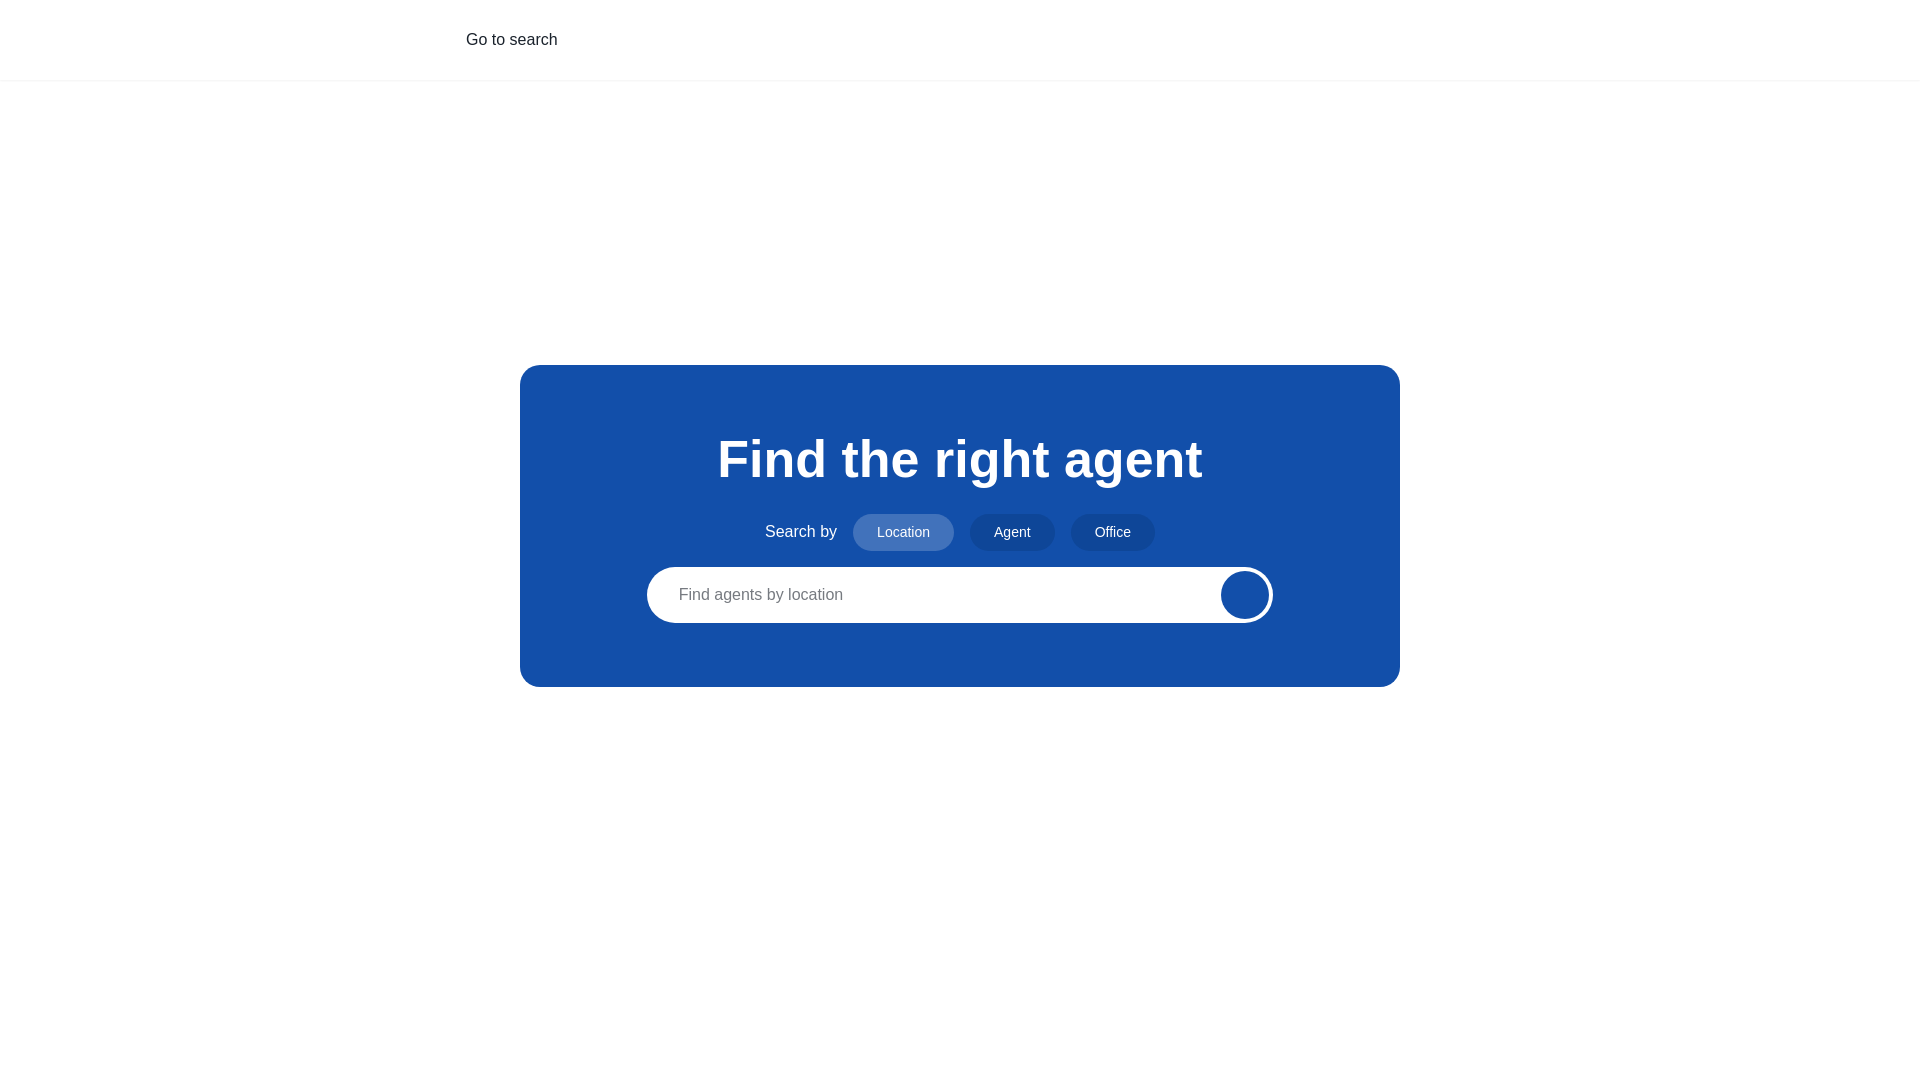 Go to search
Find the right agent
Search by Location Agent Office
Find agents by location